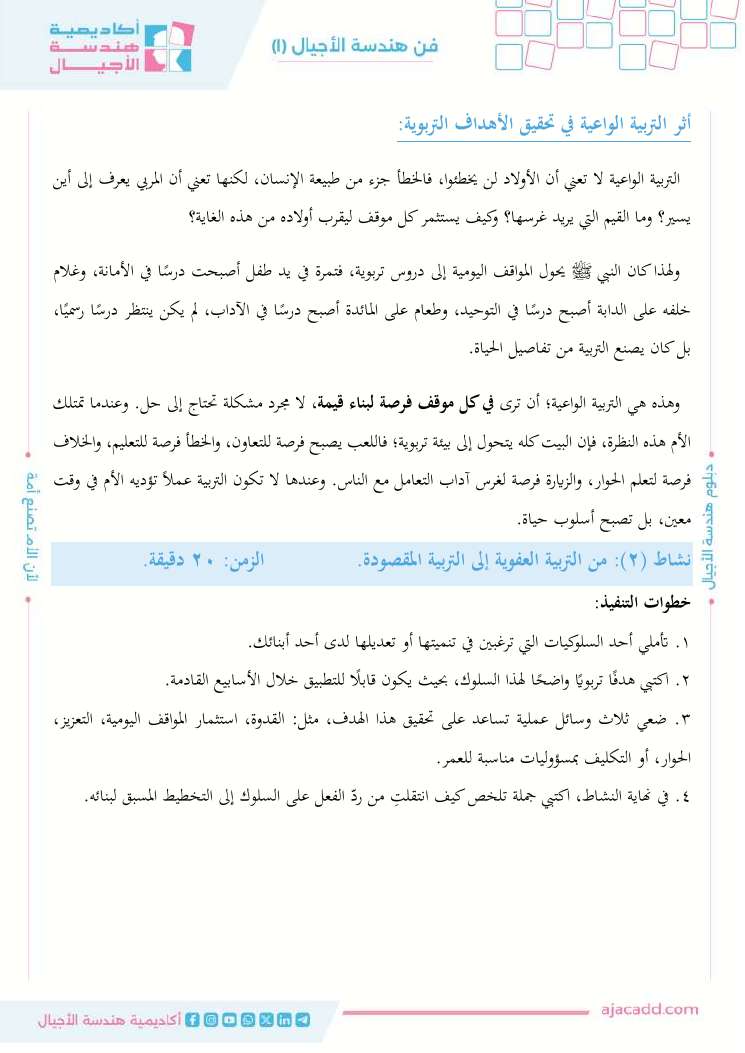 أكاديمية
هندسة
الأجيال
فن هندسة الأجيال (١)
أثر التربية الواعية في تحقيق الأهداف التربوية:
التربية الواعية لا تعني أن الأولاد لن يخطئوا، فالخطأ جزء من طبيعة الإنسان، لكنها تعني أن المربي يعرف إلى أين
يسير؟ وما القيم التي يريد غرسها؟ وكيف يستثمر كل موقف ليقرب أولاده من هذه الغاية؟
ولهذا كان النبي ﷺ يحول المواقف اليومية إلى دروس تربوية، فتمرة في يد طفل أصبحت درسًا في الأمانة، وغلام
خلفه على الدابة أصبح درسًا في التوحيد، وطعام على المائدة أصبح درسًا في الآداب، لم يكن ينتظر درسًا رسميًا،
بل كان يصنع التربية من تفاصيل الحياة.
وهذه هي التربية الواعية؛ أن ترى في كل موقف فرصة لبناء قيمة، لا مجرد مشكلة تحتاج إلى حل. وعندما تمتلك
الأم هذه النظرة، فإن البيت كله يتحول إلى بيئة تربوية؛ فاللعب يصبح فرصة للتعاون، والخطأ فرصة للتعليم، والخلاف
فرصة لتعلم الحوار، والزيارة فرصة لغرس آداب التعامل مع الناس. وعندها لا تكون التربية عملاً تؤديه الأم في وقت
معين، بل تصبح أسلوب حياة.
نشاط (٢): من التربية العفوية إلى التربية المقصودة. الزمن: ٢٠ دقيقة.
خطوات التنفيذ:
١. تأملي أحد السلوكيات التي ترغبين في تنميتها أو تعديلها لدى أحد أبنائك.
٢. اكتبي هدفًا تربويًا واضحًا لهذا السلوك، بحيث يكون قابلًا للتطبيق خلال الأسابيع القادمة.
٣. ضعي ثلاث وسائل عملية تساعد على تحقيق هذا الهدف، مثل: القدوة، استثمار المواقف اليومية، التعزيز،
الحوار، أو التكليف بمسؤوليات مناسبة للعمر.
٤. في نهاية النشاط، اكتبي جملة تلخص كيف انتقلتِ من ردّ الفعل على السلوك إلى التخطيط المسبق لبنائه.
دبلوم هندسة الأجيال
لأن الأم تصنع أمة
أكاديمية هندسة الأجيال
ajacadd.com